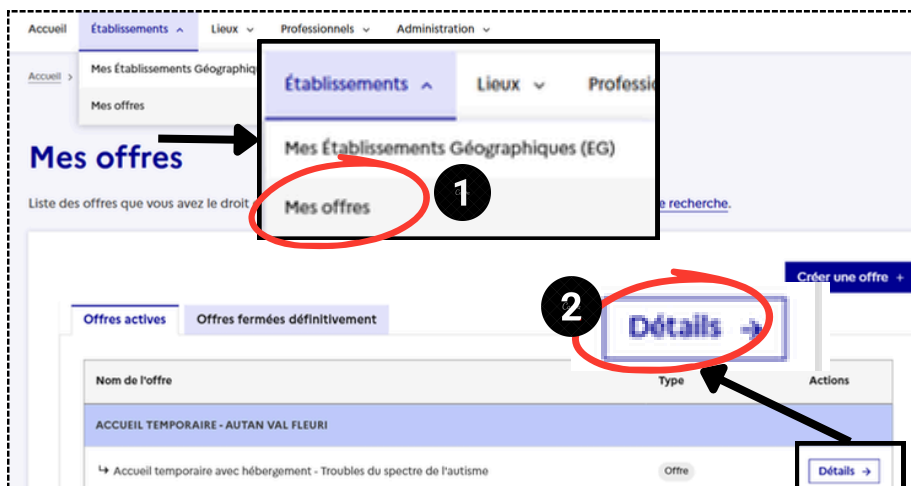 Accueil Établissements Lieux Professionnels Administration
Accueil >
Mes Établissements Géographiq
Mes offres
Établissements Lieux Professio
Mes Établissements Géographiques (EG)
Mes offres
1
Mes offres
Liste des offres que vous avez le droit
e recherche.
Créer une offre +
2
Détails →
Offres actives Offres fermées définitivement
Nom de l'offre Type Actions
ACCUEIL TEMPORAIRE - AUTAN VAL FLEURI
↳ Accueil temporaire avec hébergement - Troubles du spectre de l'autisme Offre Détails →